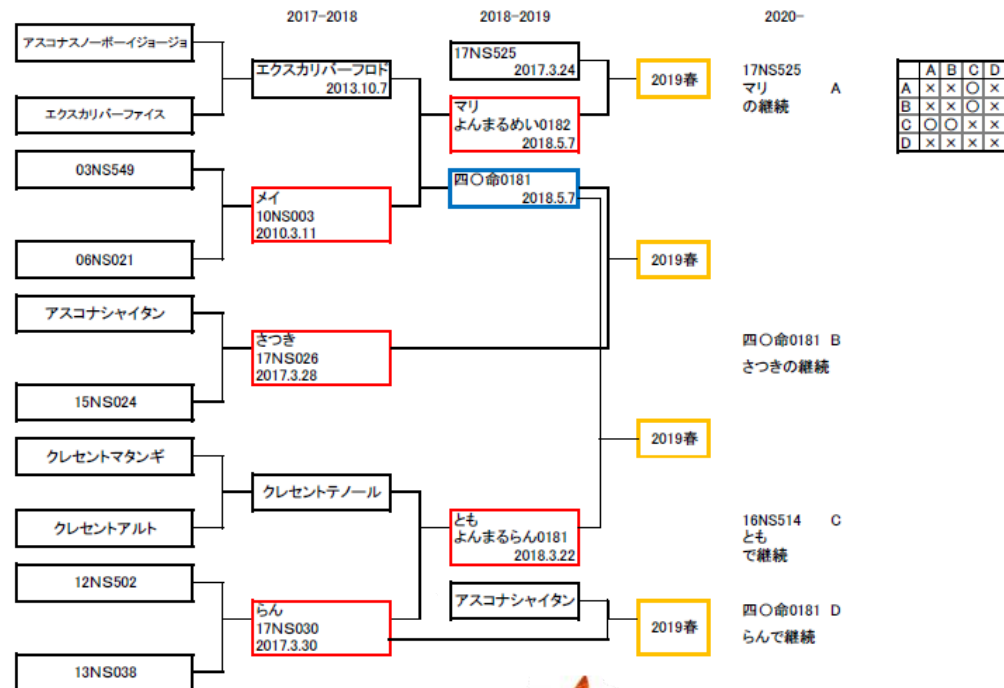 2017-2018
2018-2019
2020-
アスコナスノーボーイジョージョ
エクスカリバーファイス
03NS549
06NS021
アスコナシャイタン
15NS024
クレセントマタンギ
クレセントアルト
12NS502
13NS038
エクスカリバーフロド
2013.10.7
メイ
10NS003
2010.3.11
さつき
17NS026
2017.3.28
クレセントテノール
らん
17NS030
2017.3.30
17NS525
2017.3.24
マリ
よんまるめい0182
2018.5.7
四〇命0181
2018.5.7
とも
よんまるらん0181
2018.3.22
アスコナシャイタン
2019春
2019春
2019春
2019春
17NS525
マリ A
の継続
四〇命0181 B
さつきの継続
16NS514 C
とも
で継続
四〇命0181 D
らんで継続
A B C D
A × × 〇 ×
B × × 〇 ×
C 〇 〇 × ×
D × × × ×